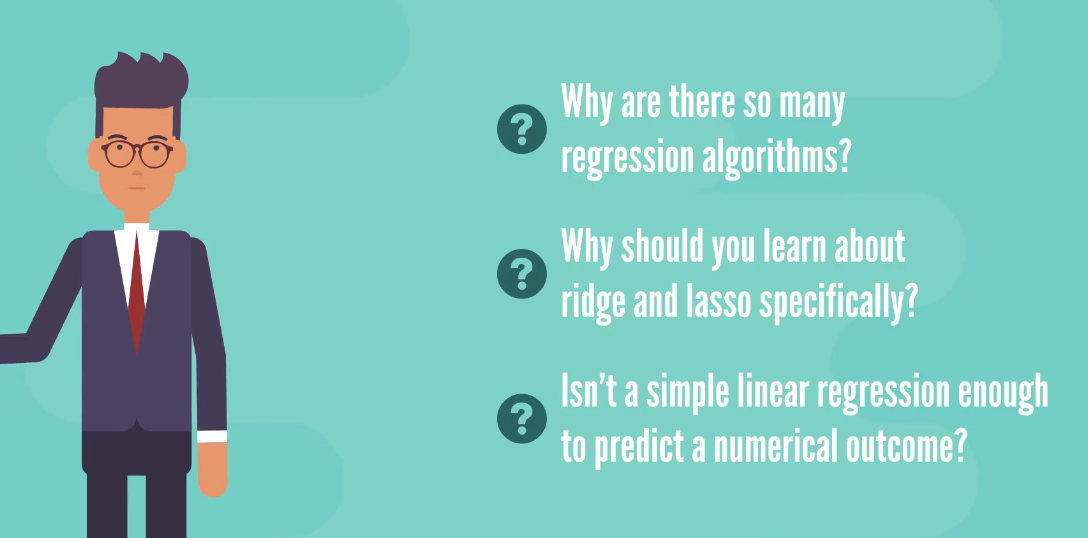 ? Why are there so many
regression algorithms?
? Why should you learn about
ridge and lasso specifically?
? Isn't a simple linear regression enough
to predict a numerical outcome?